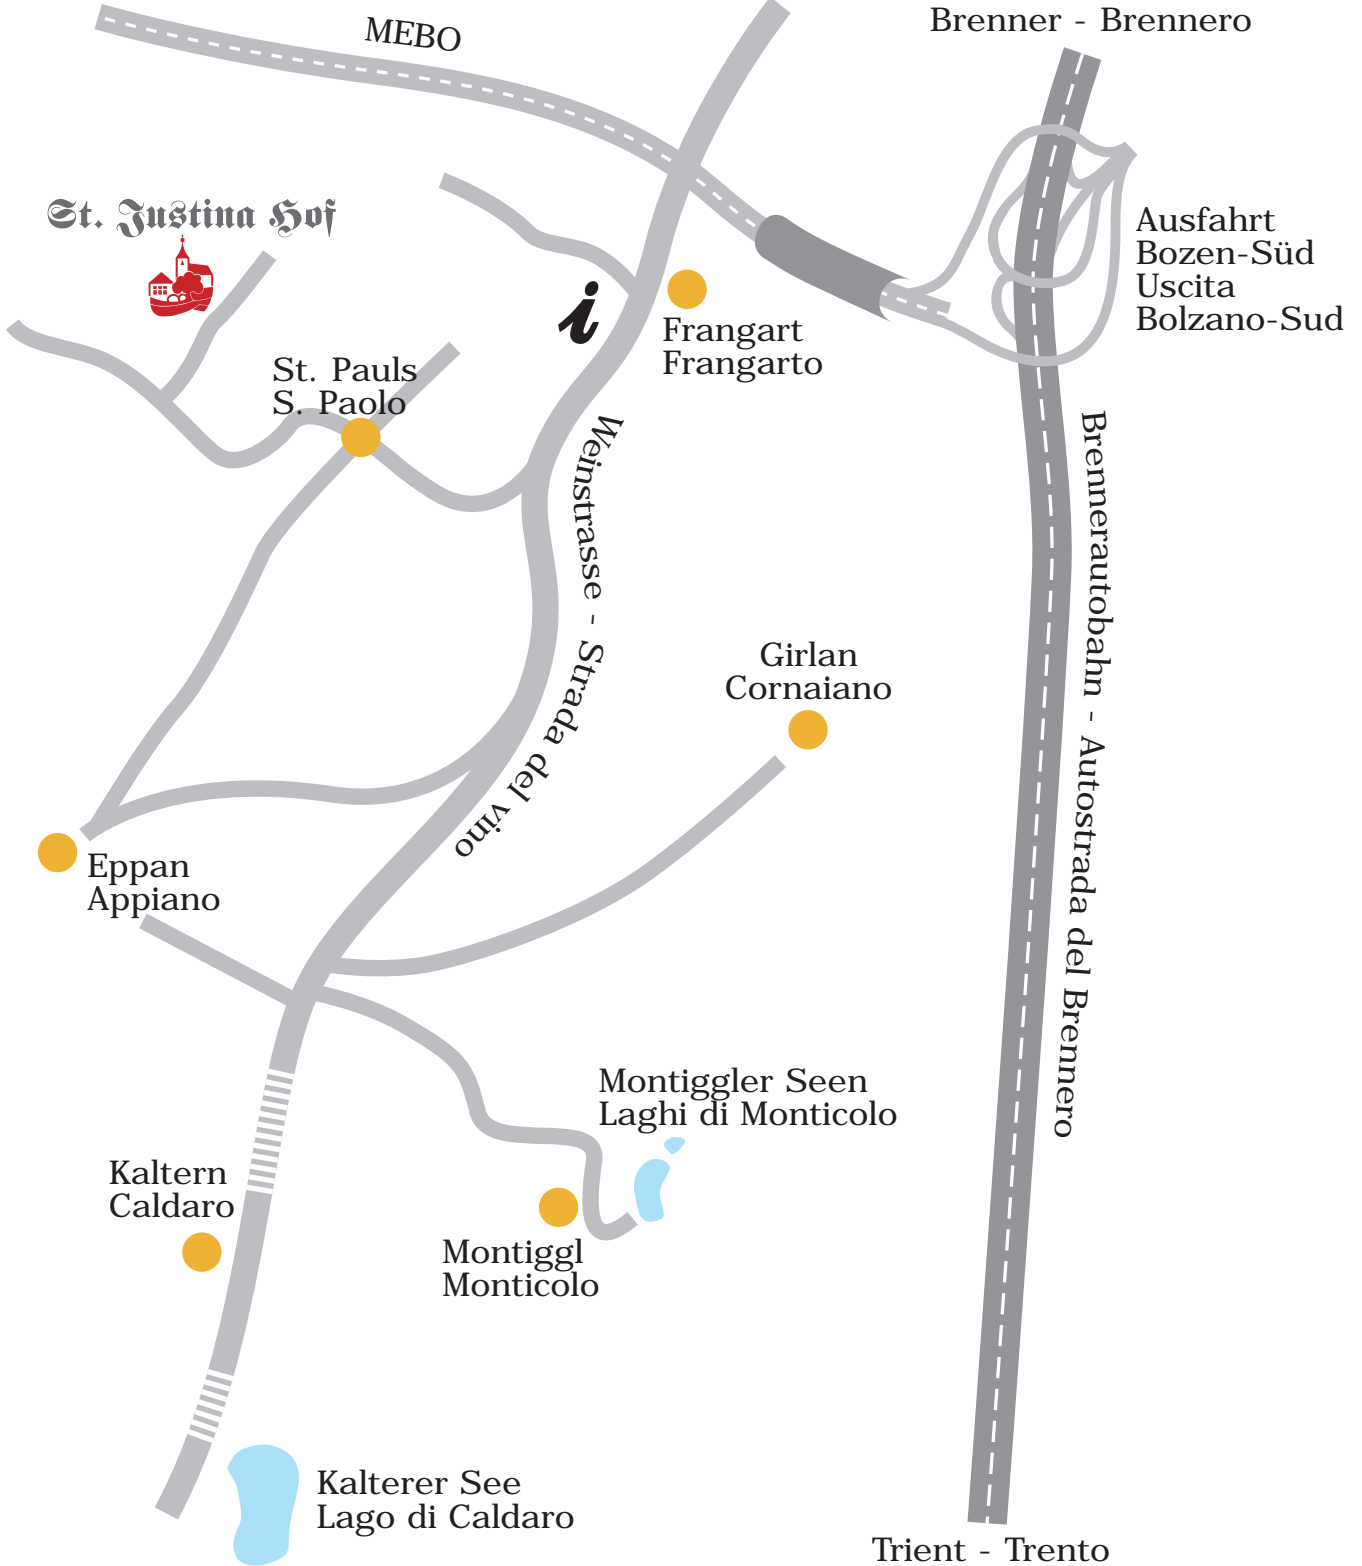 Brenner - Brennero
MEBO
St. Justina Hof
Ausfahrt
Bozen-Süd
Uscita
Bolzano-Sud
i
Frangart
Frangarto
St. Pauls
S. Paolo
Weinstrasse - Strada del vino
Brennerautobahn - Autostrada del Brennero
Girlan
Cornaiano
Eppan
Appiano
Montiggler Seen
Laghi di Monticolo
Kaltern
Caldaro
Montiggl
Monticolo
Kalterer See
Lago di Caldaro
Trient - Trento